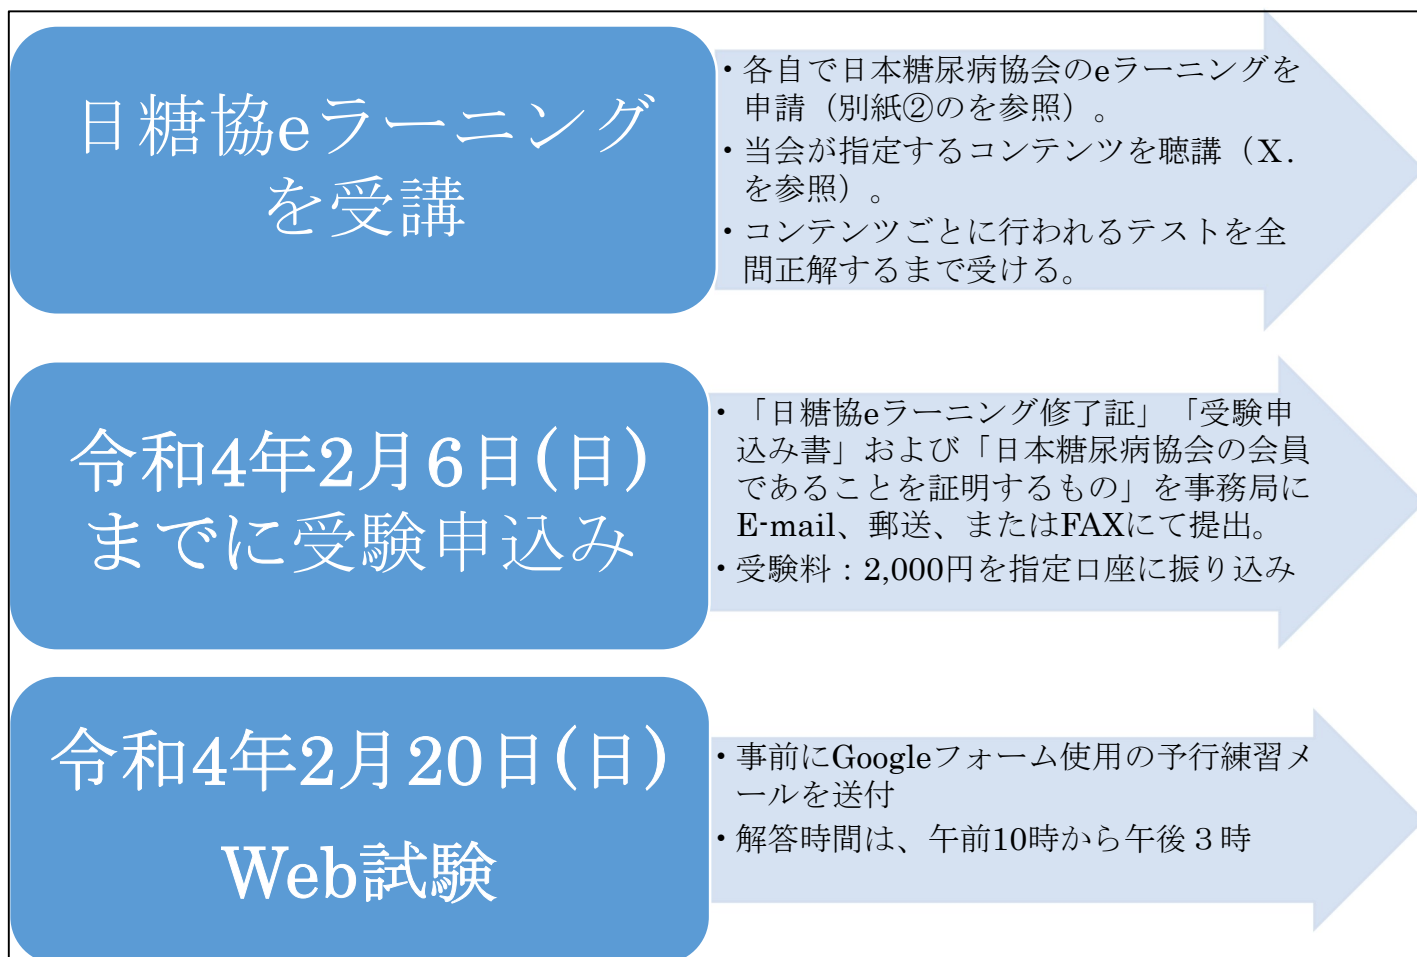 日糖協eラーニング
を受講
・各自で日本糖尿病協会のeラーニングを
申請（別紙②のを参照）。
・当会が指定するコンテンツを聴講（X.
を参照）。
・コンテンツごとに行われるテストを全
問正解するまで受ける。
令和4年2月6日(日)
までに受験申込み
・「日糖協eラーニング修了証」「受験申
込み書」および「日本糖尿病協会の会員
であることを証明するもの」を事務局に
E-mail、郵送、またはFAXにて提出。
・受験料：2,000円を指定口座に振り込み
令和4年2月20日(日)
Web試験
・事前にGoogleフォーム使用の予行練習メ
ールを送付
・解答時間は、午前10時から午後３時